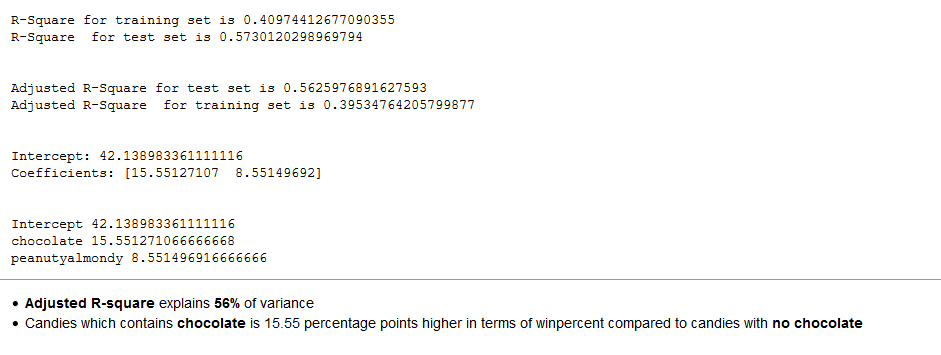 R-Square for training set is 0.40974412677090355
R-Square  for test set is 0.5730120298969794
Adjusted R-Square for test set is 0.5625976891627593
Adjusted R-Square  for training set is 0.39534764205799877
Intercept: 42.138983361111116
Coefficients: [15.55127107  8.55149692]
Intercept 42.138983361111116
chocolate 15.551271066666668
peanutyalmondy 8.551496916666666
• Adjusted R-square explains 56% of variance
• Candies which contains chocolate is 15.55 percentage points higher in terms of winpercent compared to candies with no chocolate